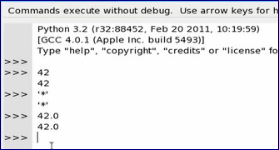 Commands execute without debug. Use arrow keys for h
Python 3.2 (r32:88452, Feb 20 2011, 10:19:59)
[GCC 4.0.1 (Apple Inc. build 5493)]
Type "help", "copyright", "credits" or "license" fo
>>>
>>> 42
42
>>> '*'
'*'
>>> 42.0
42.0
>>>